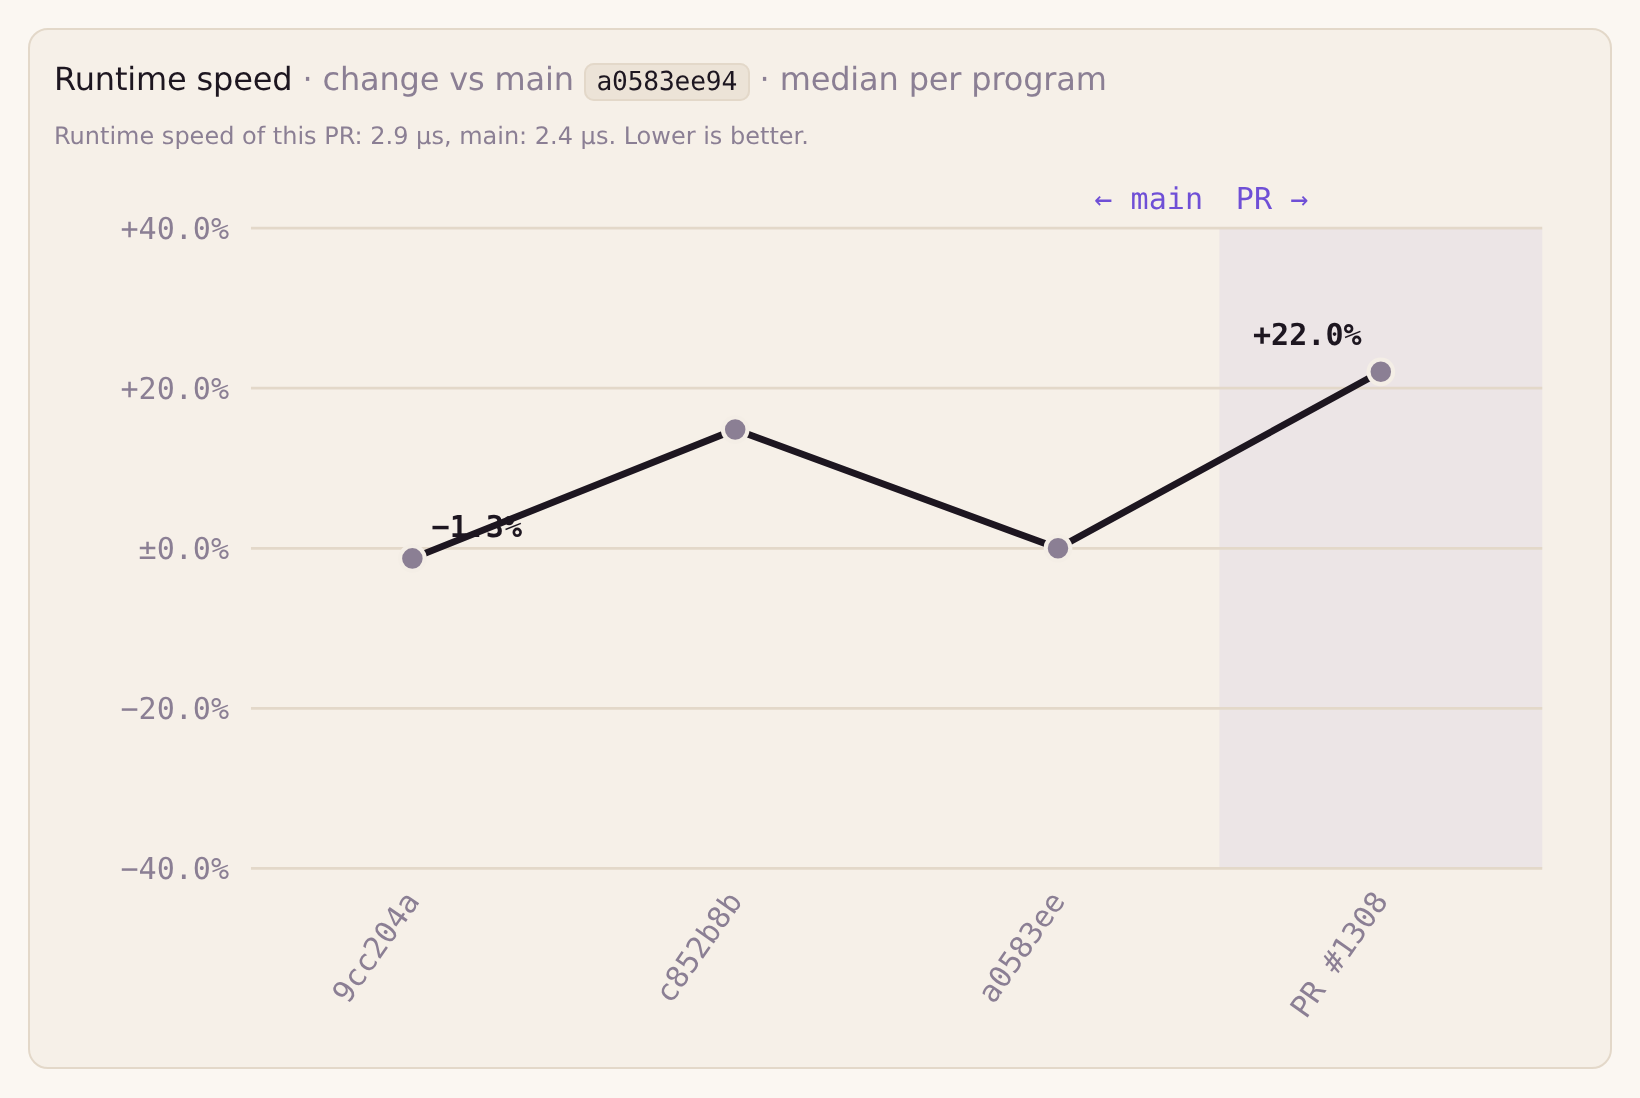 Runtime speed · change vs main a0583ee94 · median per program
Runtime speed of this PR: 2.9 µs, main: 2.4 µs. Lower is better.
← main PR →
+40.0%
+20.0%
±0.0%
−20.0%
−40.0%
−1.3%
+22.0%
9cc204a
c852b8b
a0583ee
PR #1308